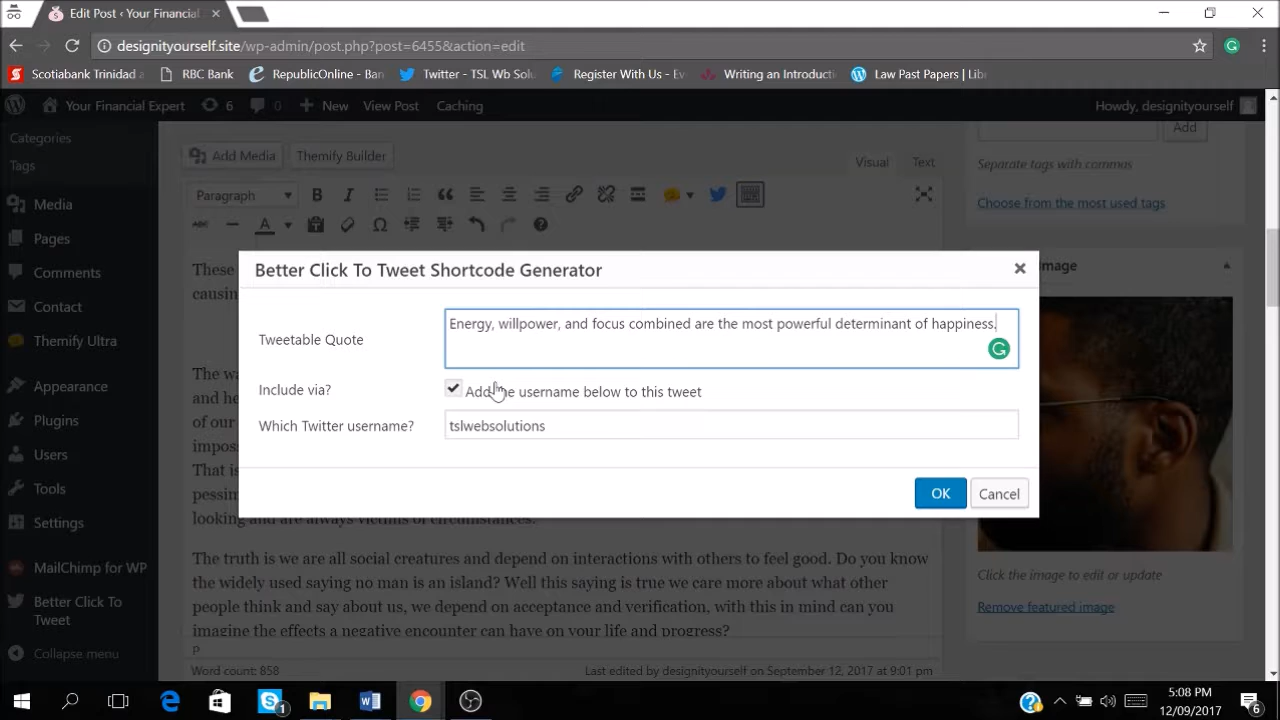 Edit Post ‹ Your Financial
designityourself.site/wp-admin/post.php?post=6455&action=edit
Scotiabank Trinidad a
RBC Bank
RepublicOnline - Ban
Twitter - TSL Wb Solu
Register With Us - Ev
Writing an Introducti
Law Past Papers | Lib
Your Financial Expert
6
0
New
View Post
Caching
Howdy, designityourself
Categories
Tags
Media
Pages
Comments
Contact
Themify Ultra
Appearance
Plugins
Users
Tools
Settings
MailChimp for WP
Better Click To
Tweet
Collapse menu
Add Media
Themify Builder
Visual
Text
Paragraph
These
causin
The wa
and he
of our
imposs
That is
pessim
looking and are always victims of circumstances.
The truth is we are all social creatures and depend on interactions with others to feel good. Do you know
the widely used saying no man is an island? Well this saying is true we care more about what other
people think and say about us, we depend on acceptance and verification, with this in mind can you
imagine the effects a negative encounter can have on your life and progress?
P
Word count: 858
Last edited by designityourself on September 12, 2017 at 9:01 pm
Better Click To Tweet Shortcode Generator
Tweetable Quote
Energy, willpower, and focus combined are the most powerful determinant of happiness.
Include via?
Add the username below to this tweet
Which Twitter username?
tslwebsolutions
OK
Cancel
Add
Separate tags with commas
Choose from the most used tags
Image
Click the image to edit or update
Remove featured image
1
5:08 PM
12/09/2017
6